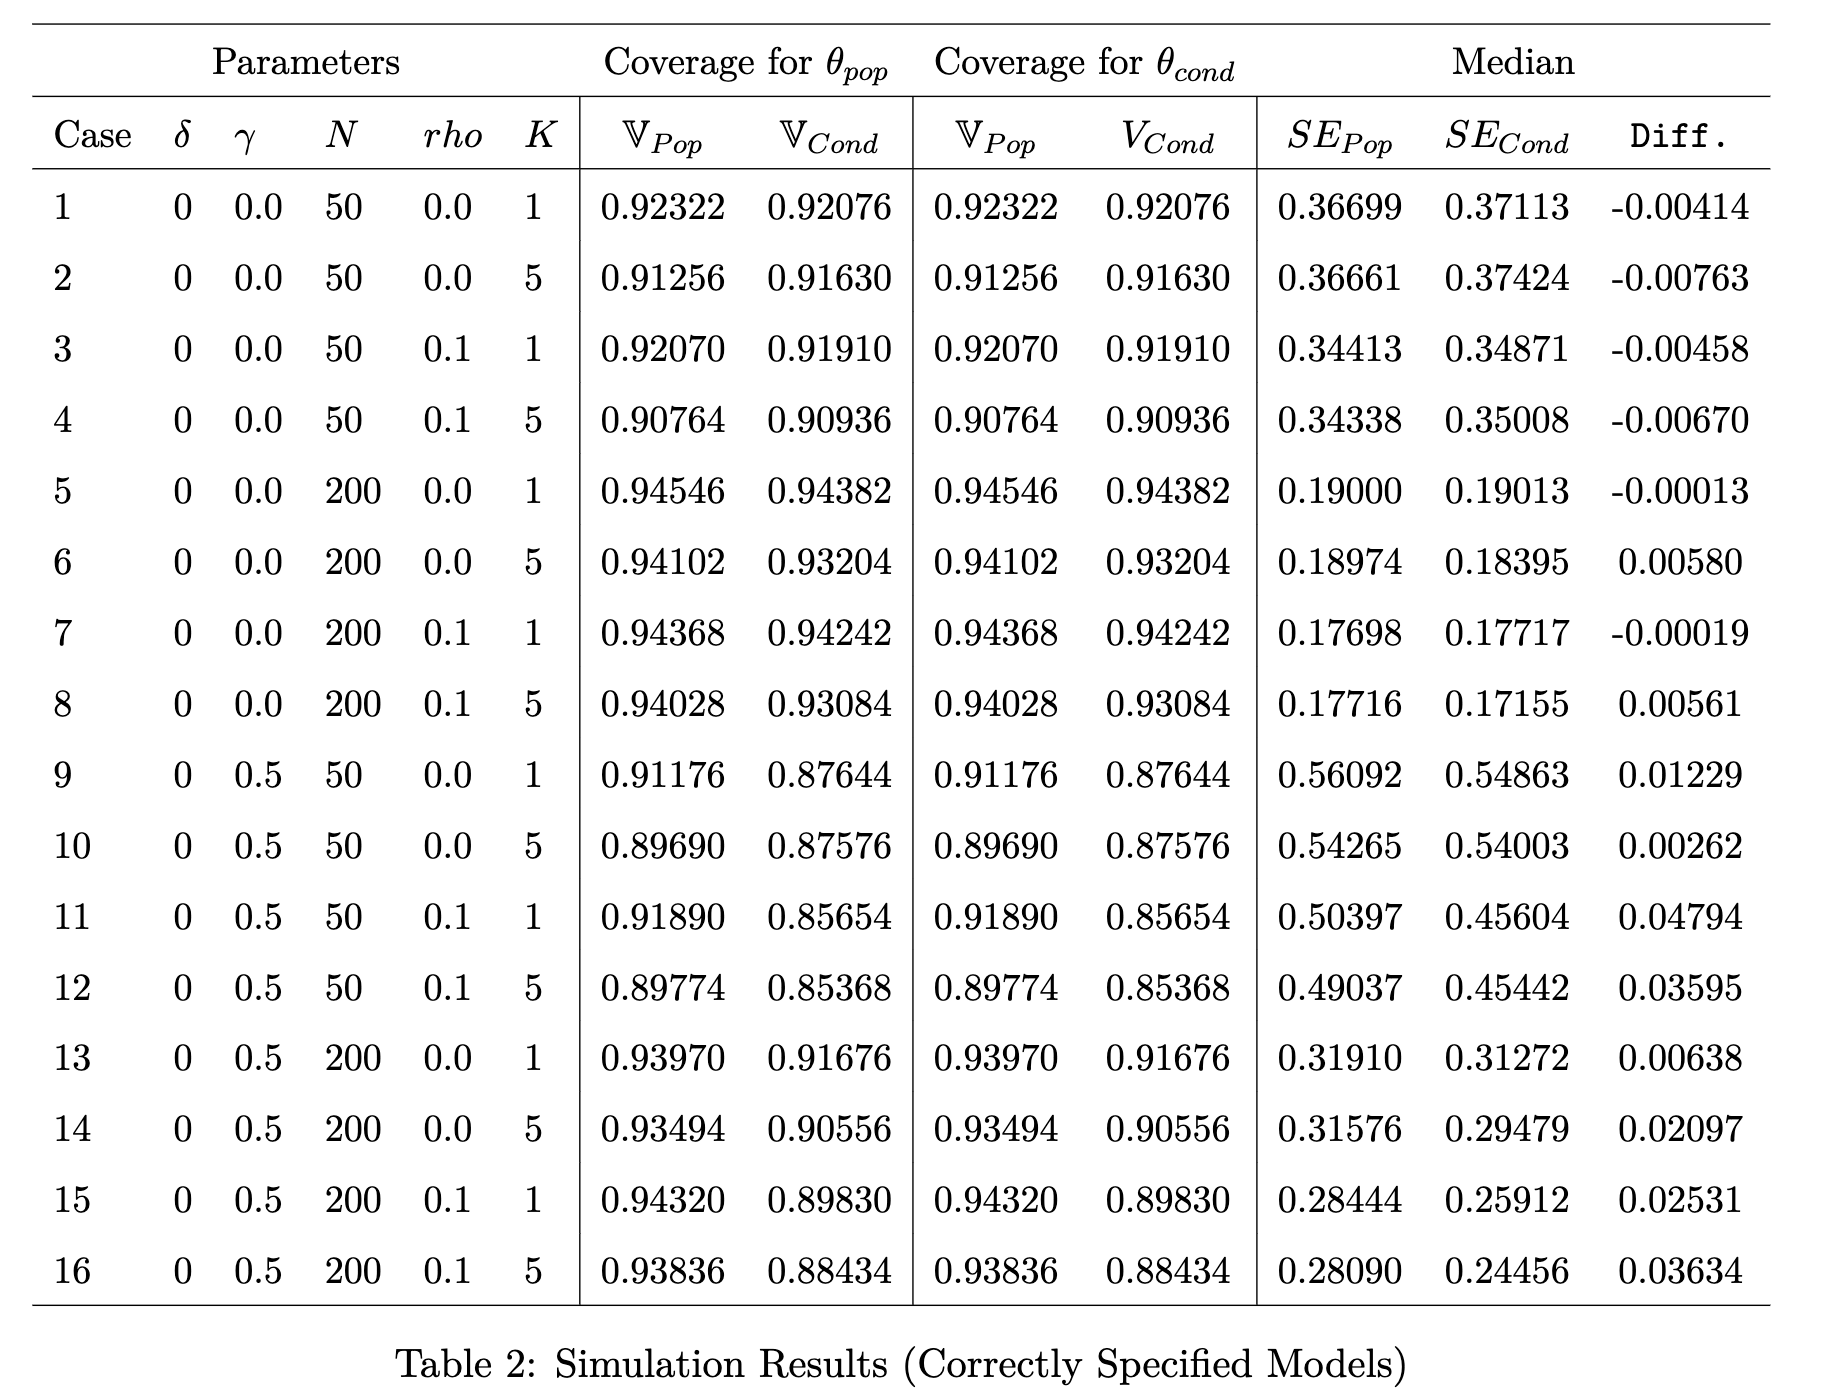 Parameters Coverage for θpop Coverage for θcond Median
Case δ γ N rho K 𝕍Pop 𝕍Cond 𝕍Pop VCond SEPop SECond Diff.
1 0 0.0 50 0.0 1 0.92322 0.92076 0.92322 0.92076 0.36699 0.37113 -0.00414
2 0 0.0 50 0.0 5 0.91256 0.91630 0.91256 0.91630 0.36661 0.37424 -0.00763
3 0 0.0 50 0.1 1 0.92070 0.91910 0.92070 0.91910 0.34413 0.34871 -0.00458
4 0 0.0 50 0.1 5 0.90764 0.90936 0.90764 0.90936 0.34338 0.35008 -0.00670
5 0 0.0 200 0.0 1 0.94546 0.94382 0.94546 0.94382 0.19000 0.19013 -0.00013
6 0 0.0 200 0.0 5 0.94102 0.93204 0.94102 0.93204 0.18974 0.18395 0.00580
7 0 0.0 200 0.1 1 0.94368 0.94242 0.94368 0.94242 0.17698 0.17717 -0.00019
8 0 0.0 200 0.1 5 0.94028 0.93084 0.94028 0.93084 0.17716 0.17155 0.00561
9 0 0.5 50 0.0 1 0.91176 0.87644 0.91176 0.87644 0.56092 0.54863 0.01229
10 0 0.5 50 0.0 5 0.89690 0.87576 0.89690 0.87576 0.54265 0.54003 0.00262
11 0 0.5 50 0.1 1 0.91890 0.85654 0.91890 0.85654 0.50397 0.45604 0.04794
12 0 0.5 50 0.1 5 0.89774 0.85368 0.89774 0.85368 0.49037 0.45442 0.03595
13 0 0.5 200 0.0 1 0.93970 0.91676 0.93970 0.91676 0.31910 0.31272 0.00638
14 0 0.5 200 0.0 5 0.93494 0.90556 0.93494 0.90556 0.31576 0.29479 0.02097
15 0 0.5 200 0.1 1 0.94320 0.89830 0.94320 0.89830 0.28444 0.25912 0.02531
16 0 0.5 200 0.1 5 0.93836 0.88434 0.93836 0.88434 0.28090 0.24456 0.03634
Table 2: Simulation Results (Correctly Specified Models)